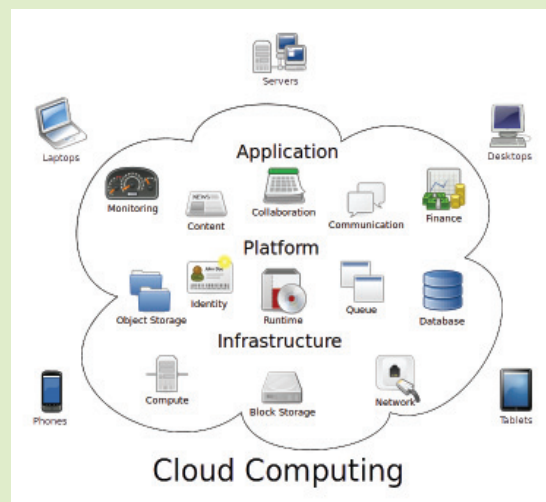 Servers
Laptops
Desktops
Application
Monitoring
NEWS
Content
Collaboration
Communication
Finance
Platform
Object Storage
Identity
Runtime
Queue
Database
Infrastructure
Compute
Block Storage
Network
Phones
Tablets
Cloud Computing